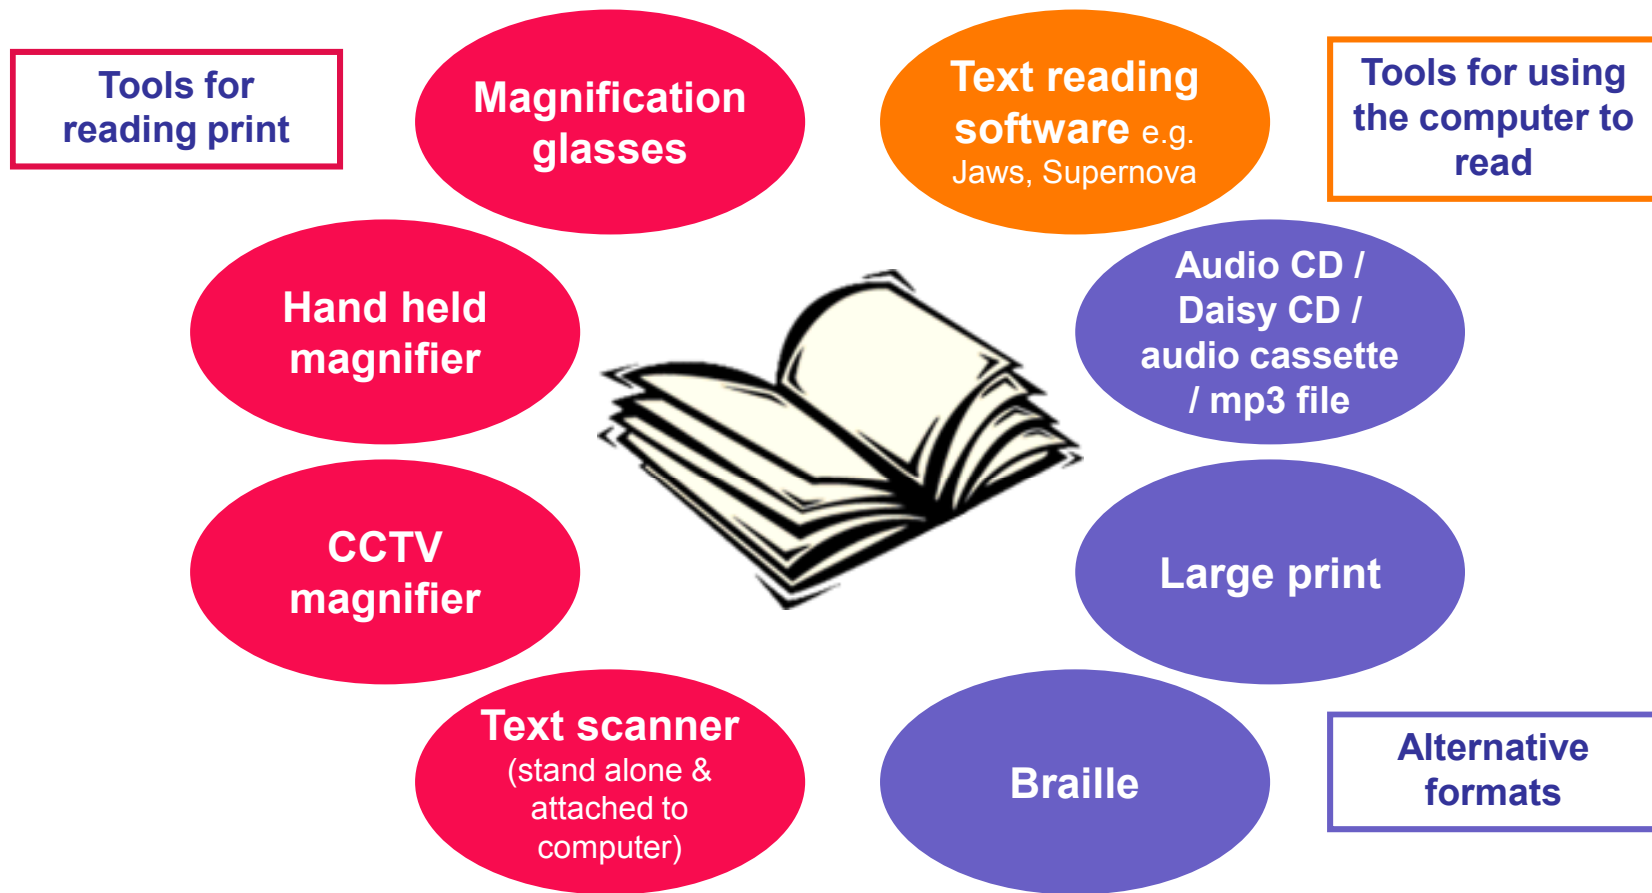 Tools for
reading print
Magnification
glasses
Text reading
software e.g.
Jaws, Supernova
Tools for using
the computer to
read
Hand held
magnifier
Audio CD /
Daisy CD /
audio cassette
/ mp3 file
CCTV
magnifier
Large print
Text scanner
(stand alone &
attached to
computer)
Braille
Alternative
formats